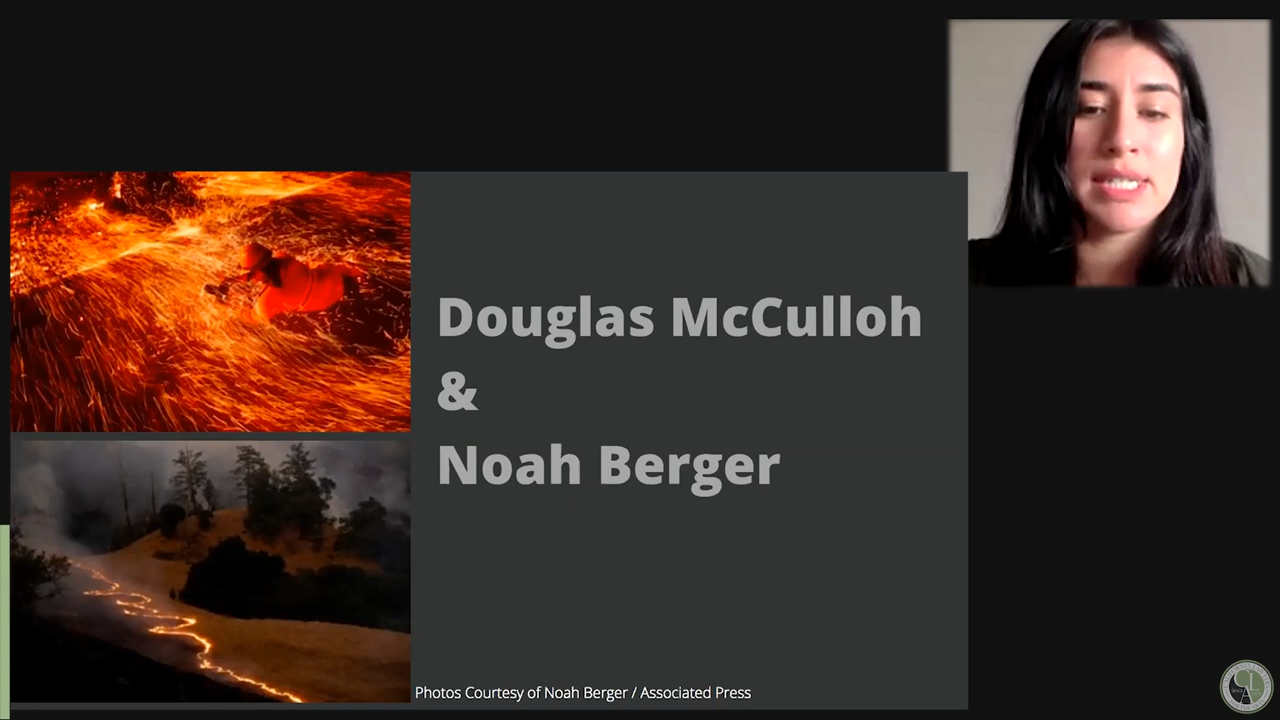 Douglas McCulloh
&
Noah Berger
Photos Courtesy of Noah Berger / Associated Press